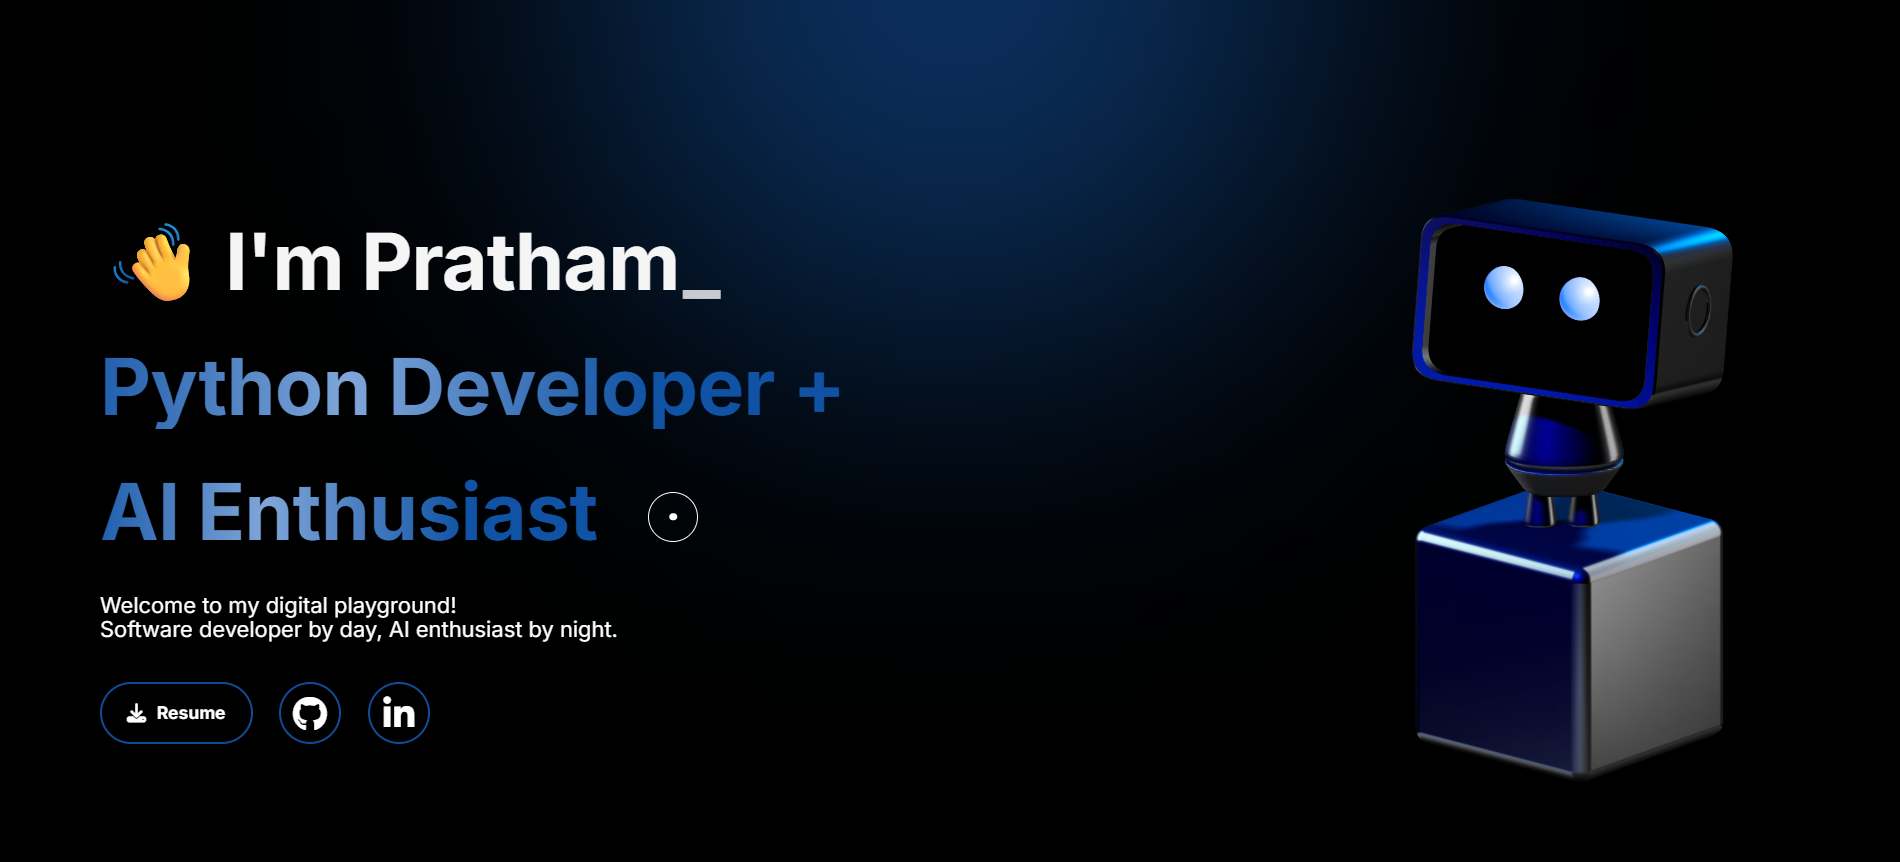 I'm Pratham_
Python Developer +
AI Enthusiast
Welcome to my digital playground!
Software developer by day, AI enthusiast by night.
Resume
in